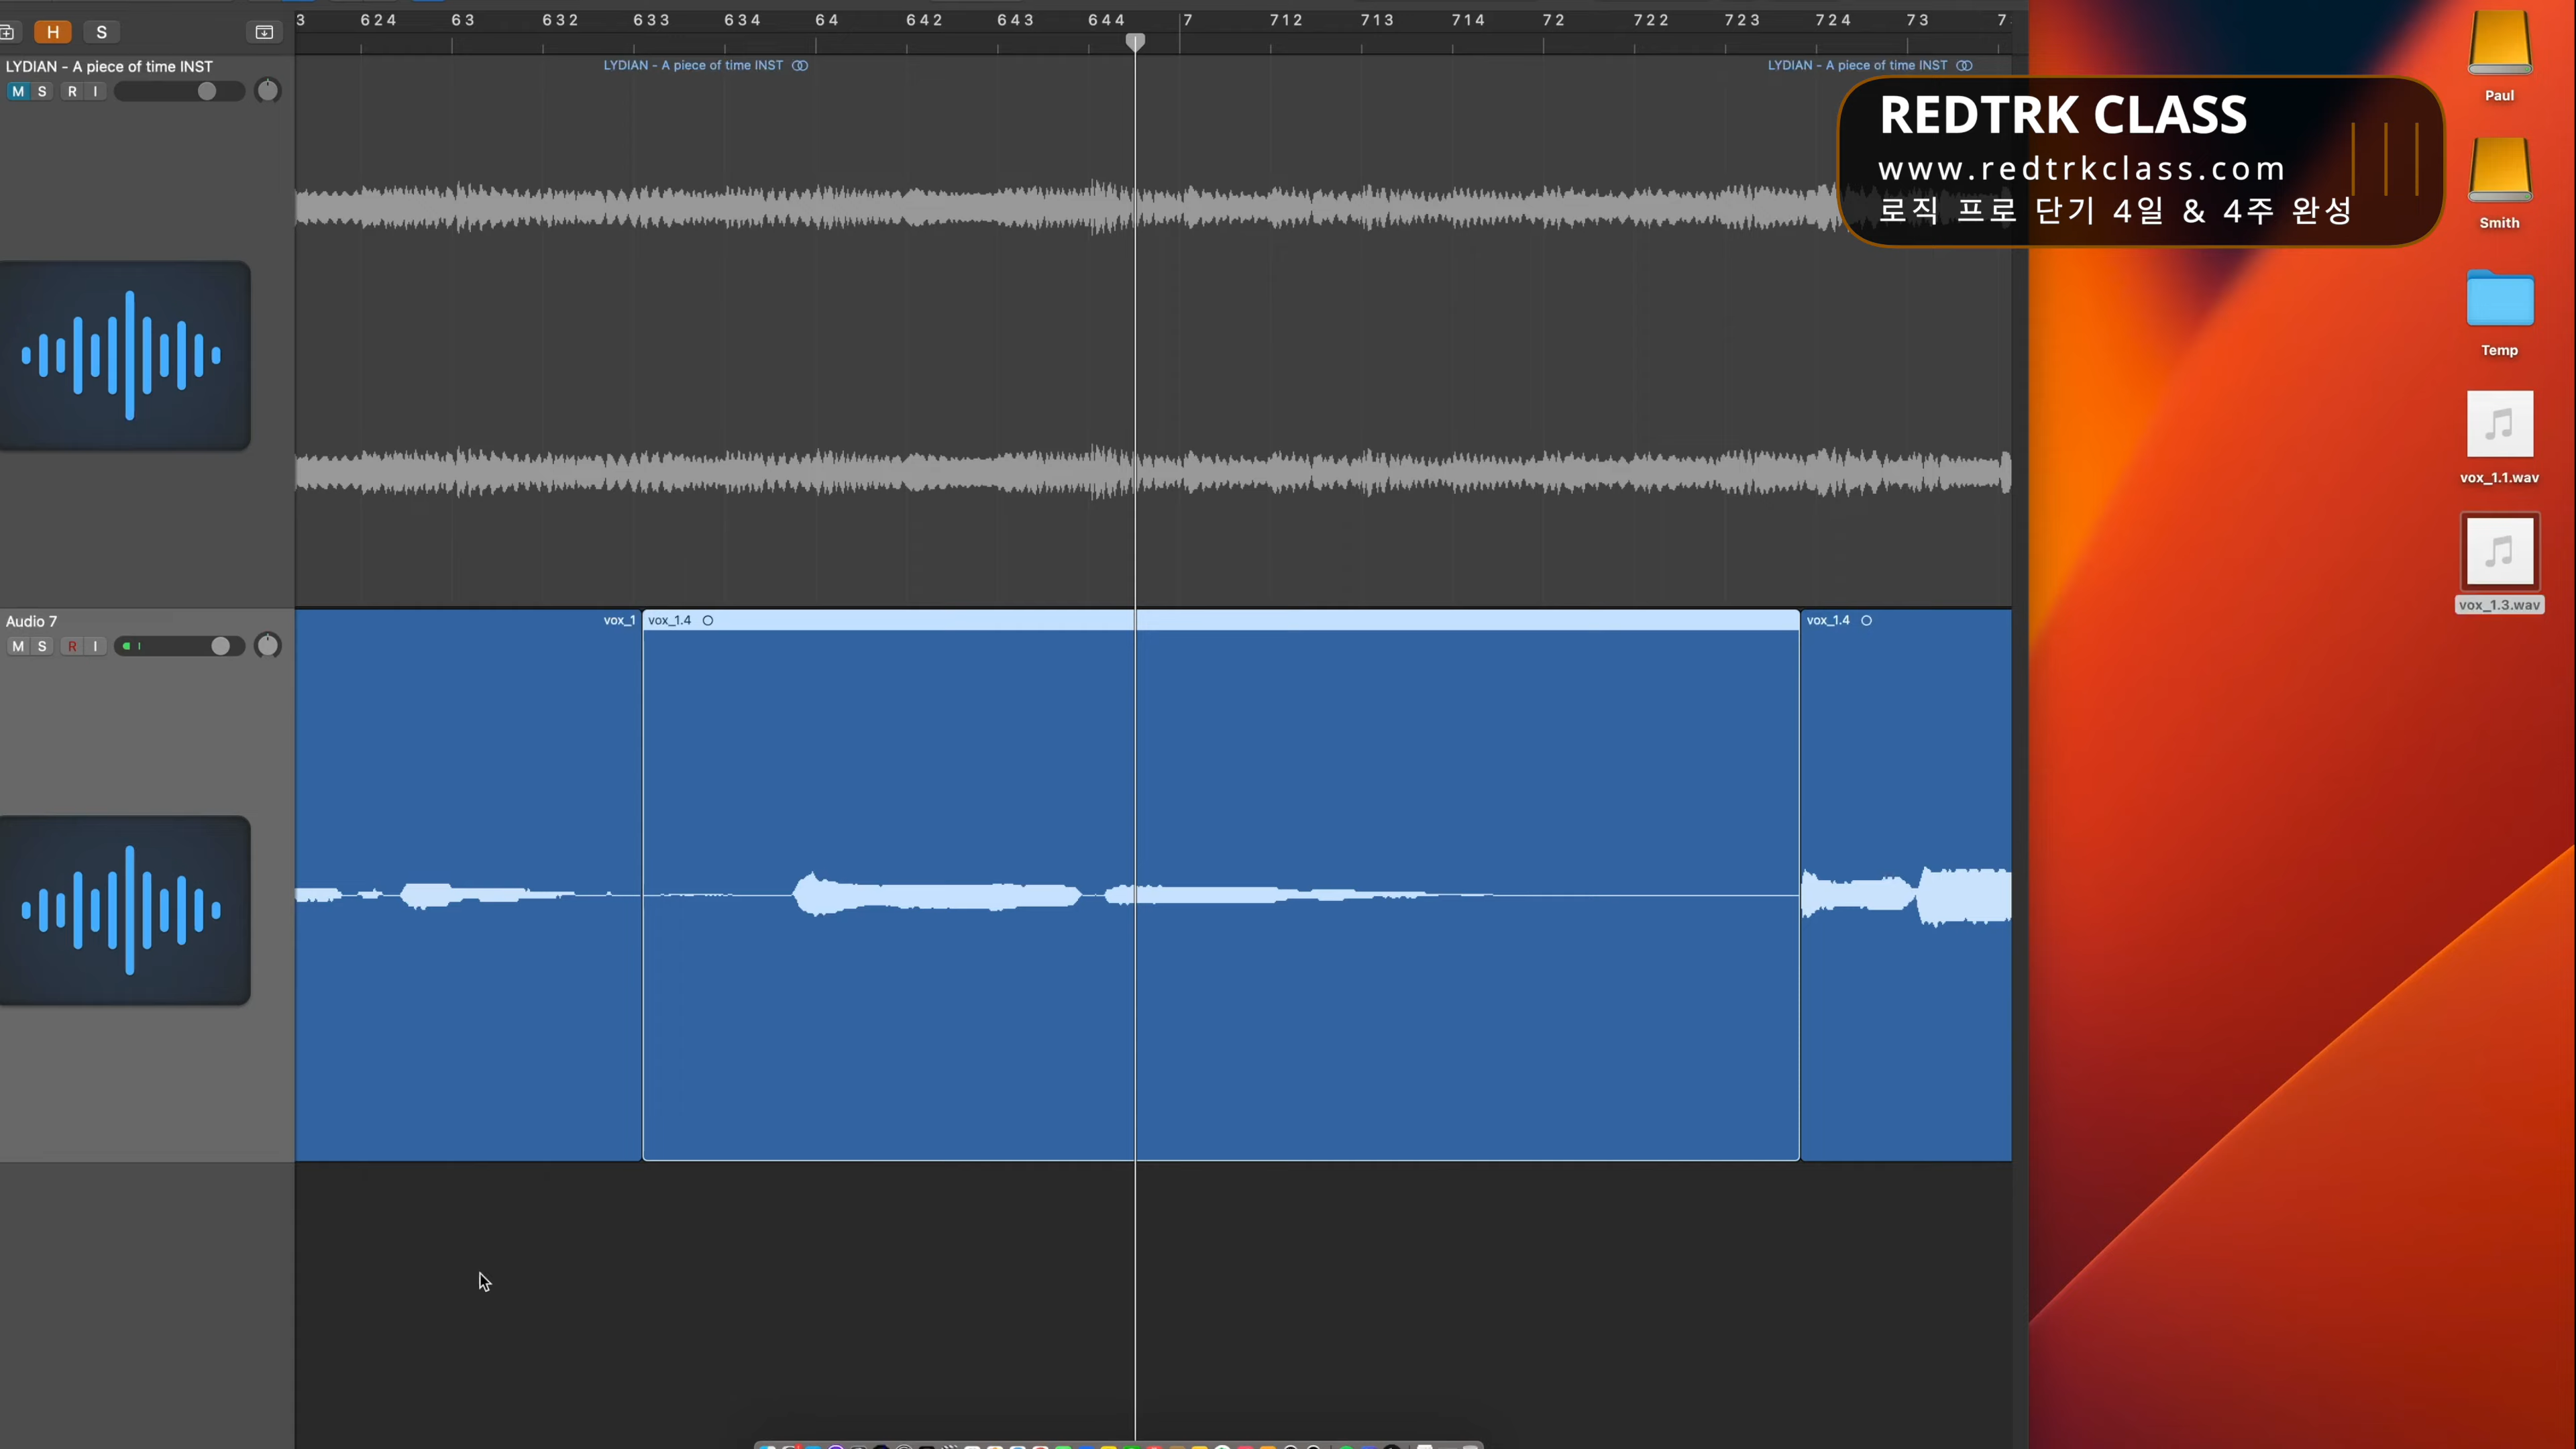 3 6 2 4 6 3 6 3 2 6 3 3 6 3 4 6 4 6 4 2 6 4 3 6 4 4 7 7 1 2 7 1 3 7 1 4 7 2 7 2 2 7 2 3 7 2 4 7 3 7
H S
LYDIAN - A piece of time INST
M S R I
LYDIAN - A piece of time INST
LYDIAN - A piece of time INST
REDTRK CLASS
www.redtrkclass.com
로직 프로 단기 4일 & 4주 완성
Paul
Smith
Temp
vox_1.1.wav
vox_1.3.wav
Audio 7
M S R I
vox_1
vox_1.4
vox_1.4